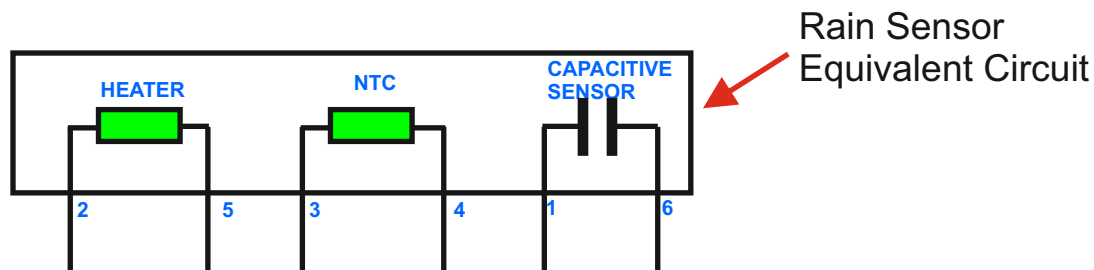 Rain Sensor
Equivalent Circuit
HEATER
NTC
CAPACITIVE
SENSOR
2
5
3
4
1
6